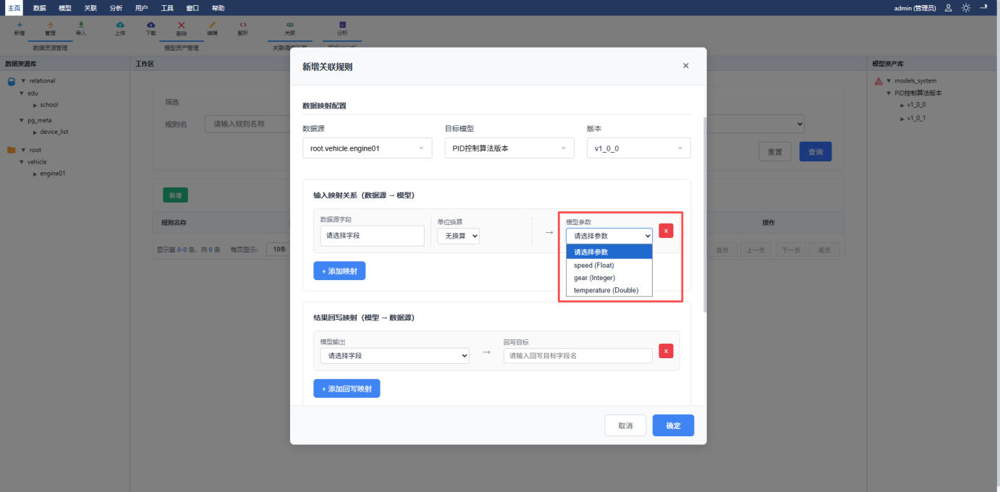 主页 数据 模型 关联 分析 用户 工具 窗口 帮助 admin (管理员)
新增 管理 导入 上传 下载 删除 编辑 解析 关联 分析
数据资源管理 模型资产管理
数据资源库 工作区 模型资产库
relational
edu
school
pg_meta
device_list
root
vehicle
engine01
筛选
规则名 请输入规则名称
重置 查询
新增
规则名称 操作
显示第 0-0 条，共 0 条 每页显示： 10条 首页 上一页 下一页 尾页
新增关联规则 ×
数据映射配置
数据源 目标模型 版本
root.vehicle.engine01 PID控制算法版本 v1_0_0
输入映射关系（数据源 → 模型）
数据源字段 单位换算 模型参数
请选择字段 无换算 → 请选择参数 x
请选择参数
speed (Float)
gear (Integer)
temperature (Double)
+ 添加映射
结果回写映射（模型 → 数据源）
模型输出 回写目标
请选择字段 → 请输入回写目标字段名 x
+ 添加回写映射
取消 确定
models_system
PID控制算法版本
v1_0_0
v1_0_1